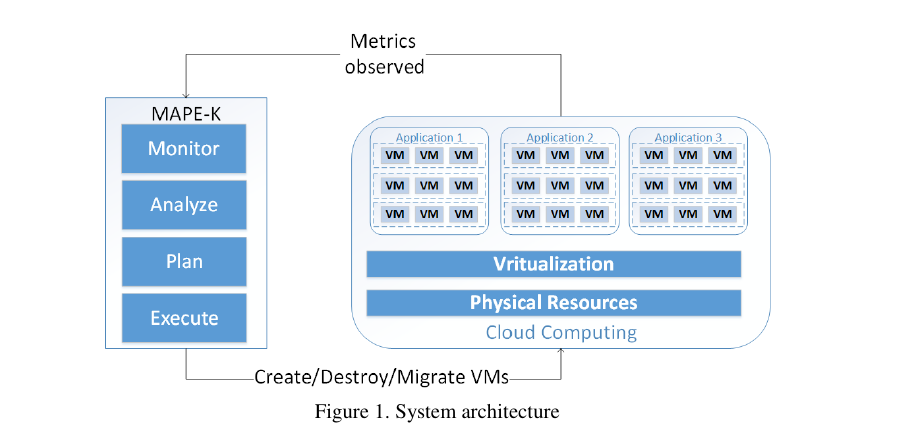 Metrics
observed
MAPE-K
Monitor
Analyze
Plan
Execute
Application 1
VM VM VM
VM VM VM
VM VM VM
Application 2
VM VM VM
VM VM VM
VM VM VM
Application 3
VM VM VM
VM VM VM
VM VM VM
Vritualization
Physical Resources
Cloud Computing
Create/Destroy/Migrate VMs
Figure 1. System architecture